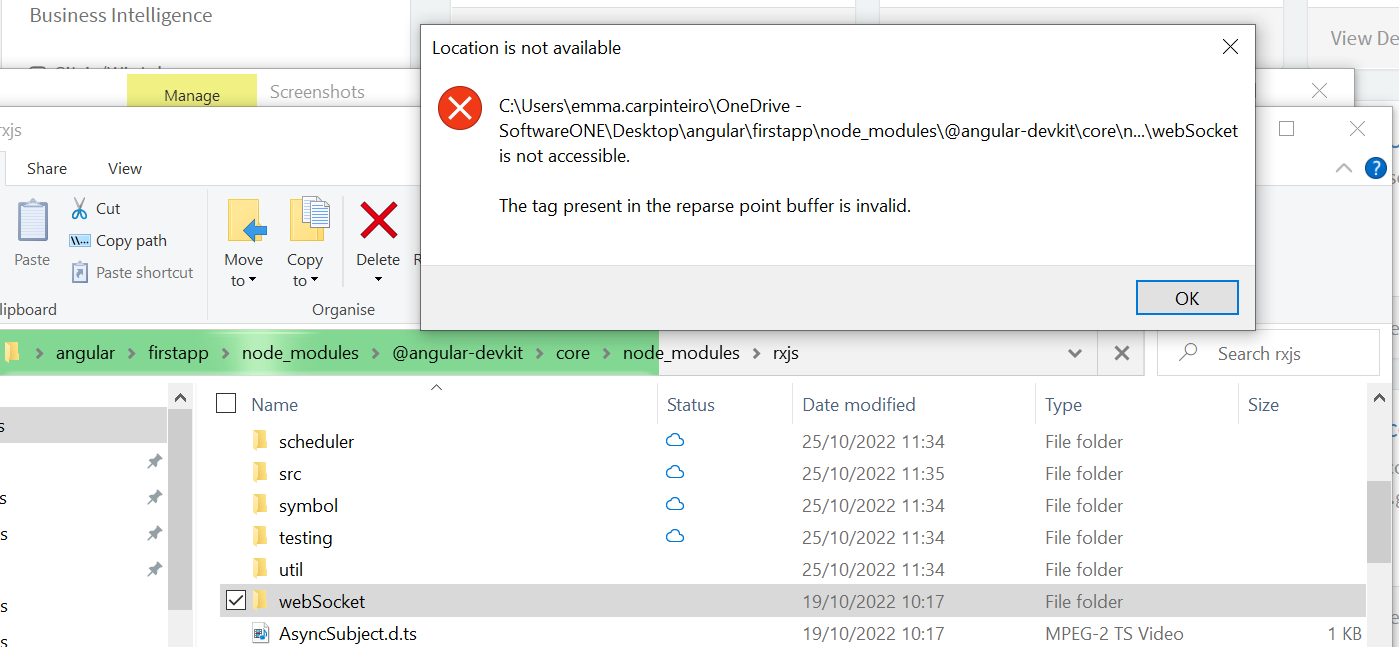 Business Intelligence
View De
Location is not available
Manage
Screenshots
C:\Users\emma.carpinteiro\OneDrive -
SoftwareONE\Desktop\angular\firstapp\node_modules\@angular-devkit\core\n...\webSocket
is not accessible.
The tag present in the reparse point buffer is invalid.
OK
rxjs
Share View
Cut
Copy path
Paste shortcut
Paste
Move to
Copy to
Delete
R
lipboard
Organise
?
angular firstapp node_modules @angular-devkit core node_modules rxjs
Search rxjs
Name Status Date modified Type Size
scheduler 25/10/2022 11:34 File folder
src 25/10/2022 11:35 File folder
symbol 25/10/2022 11:34 File folder
testing 25/10/2022 11:34 File folder
util 25/10/2022 11:34 File folder
webSocket 19/10/2022 10:17 File folder
AsyncSubject.d.ts 19/10/2022 10:17 MPEG-2 TS Video 1 KB